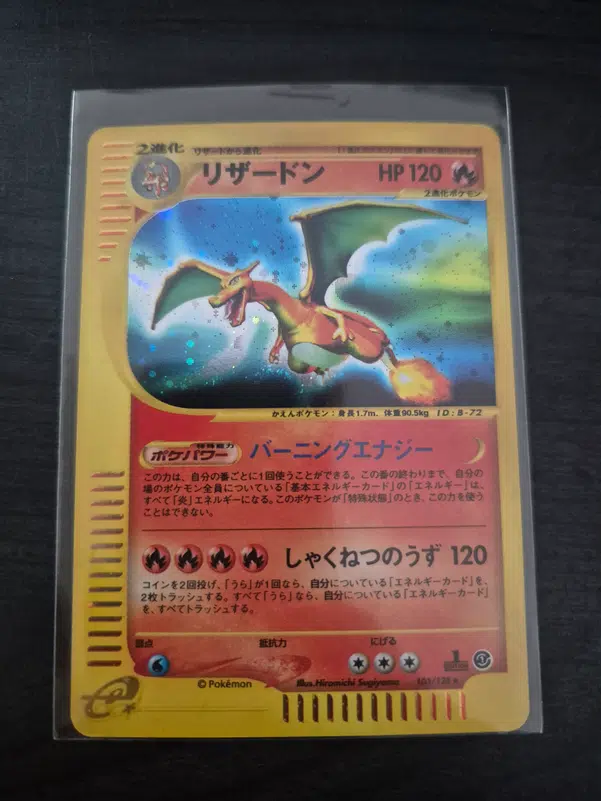 2進化
リザードから進化
リザードン HP 120
2進化ポケモン
かえんポケモン：身長1.7m、体重90.5kg ID：B-72
特殊能力
ポケパワー バーニングエナジー
この力は、自分の番ごとに1回使うことができる。この番の終わりまで、自分の
場のポケモン全員についている「基本エネルギーカード」の「エネルギー」は、
すべて「炎」エネルギーになる。このポケモンが「特殊状態」のとき、この力を使う
ことはできない。
しゃくねつのうず 120
コインを2回投げ、「うら」が1回なら、自分についている「エネルギーカード」を、
2枚トラッシュする。すべて「うら」なら、自分についている「エネルギーカード」
を、すべてトラッシュする。
弱点 抵抗力 にげる
1
EDITION
©Pokémon
Illus. Hiromichi Sugiyama
103/128 ★
e